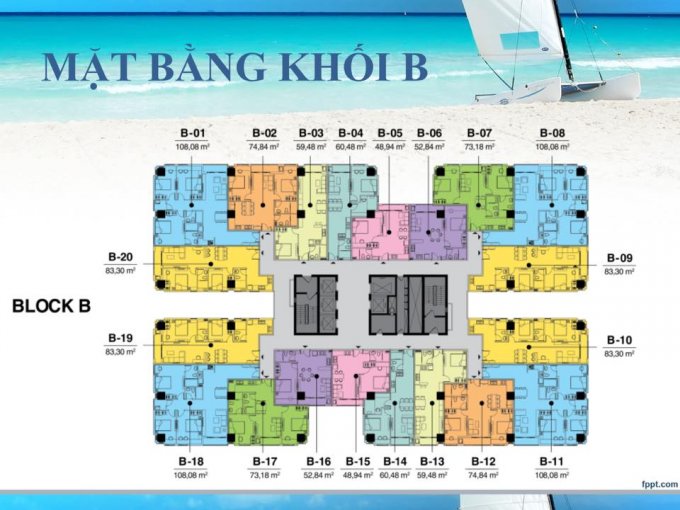 MẶT BẰNG KHỐI B
B-01 B-02 B-03 B-04 B-05 B-06 B-07 B-08
108,08 m² 74,84 m² 59,48 m² 60,48 m² 48,94 m² 52,84 m² 73,18 m² 108,08 m²
B-20
83,30 m²
B-09
83,30 m²
BLOCK B
B-19
83,30 m²
B-10
83,30 m²
B-18 B-17 B-16 B-15 B-14 B-13 B-12 B-11
108,08 m² 73,18 m² 52,84 m² 48,94 m² 60,48 m² 59,48 m² 74,84 m² 108,08 m²
fppt.com